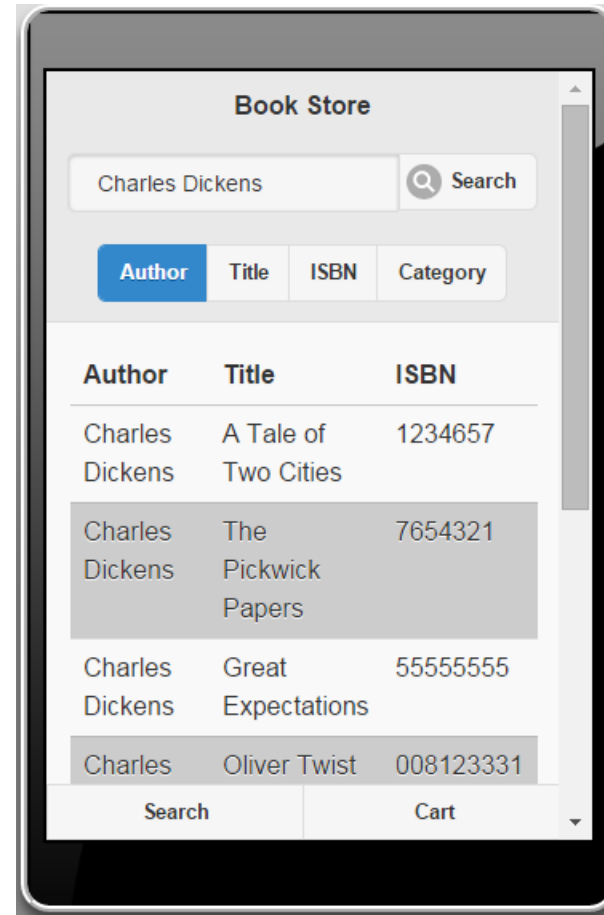 Book Store
Charles Dickens Search
Author Title ISBN Category
Author Title ISBN
Charles A Tale of 1234657
Dickens Two Cities
Charles The 7654321
Dickens Pickwick
Papers
Charles Great 55555555
Dickens Expectations
Charles Oliver Twist 008123331
Search Cart